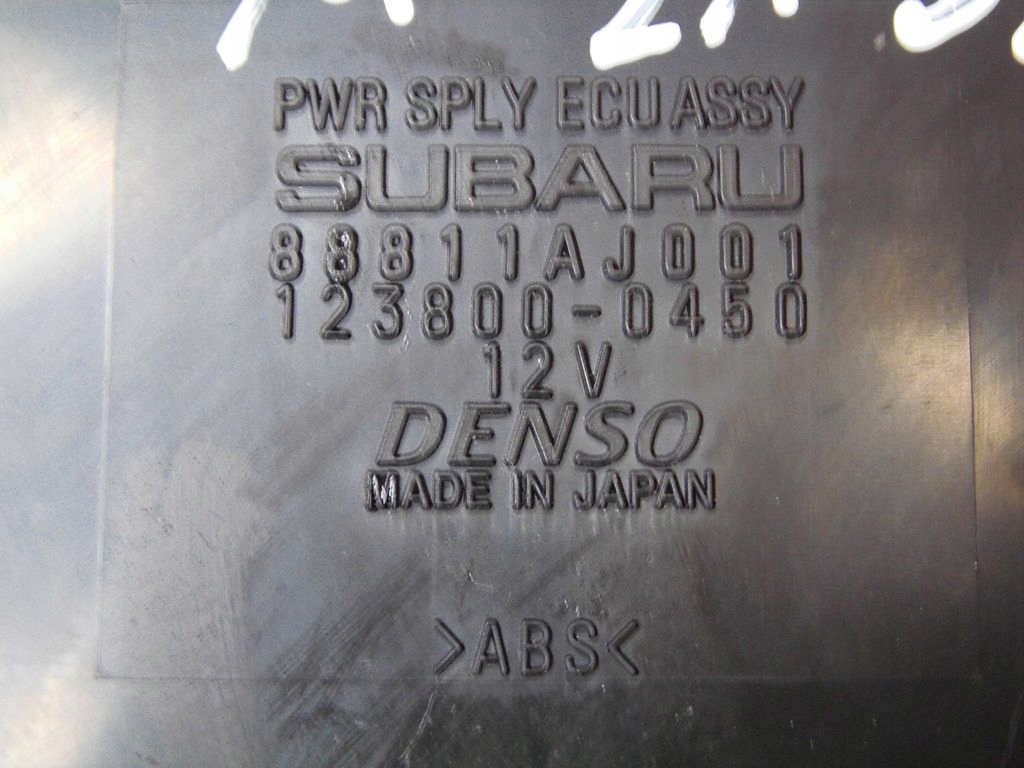 PWR SPLY ECU ASSY
SUBARU
88811AJ001
123800-0450
12V
DENSO
MADE IN JAPAN
>ABS<